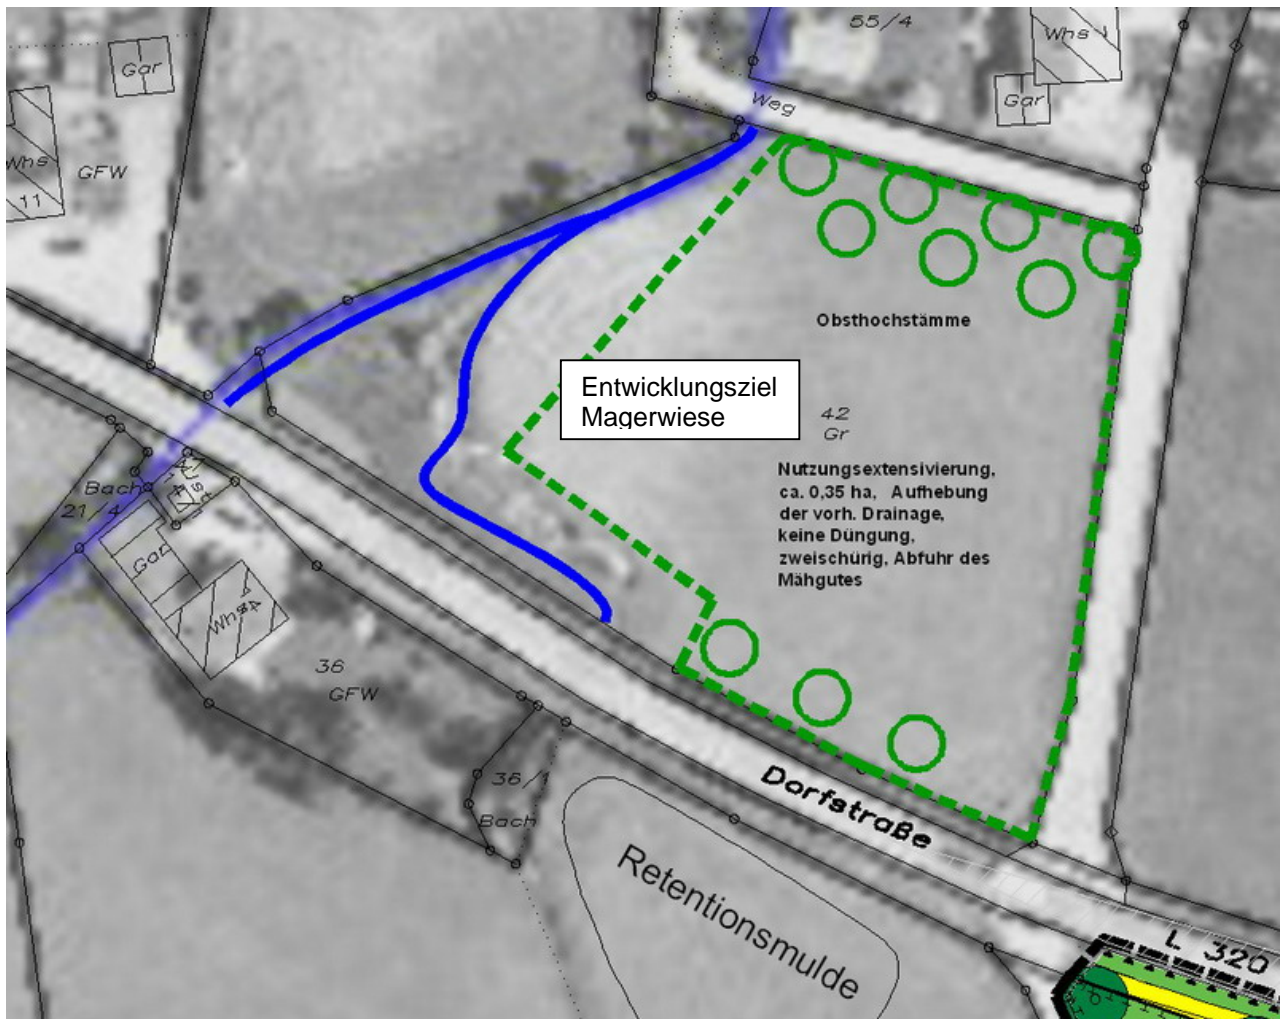 55/4
Whs
Gar
Weg
Gar
Whs
11
GFW
Obsthochstämme
Entwicklungsziel
Magerwiese
42
Gr
Nutzungsextensivierung,
ca. 0,35 ha, Aufhebung
der vorh. Drainage,
keine Düngung,
zweischürig, Abfuhr des
Mähgutes
Bach
21/4
Gar
Whs
36
GFW
36/1
Bach
Dorfstraße
Retentionsmulde
L 320